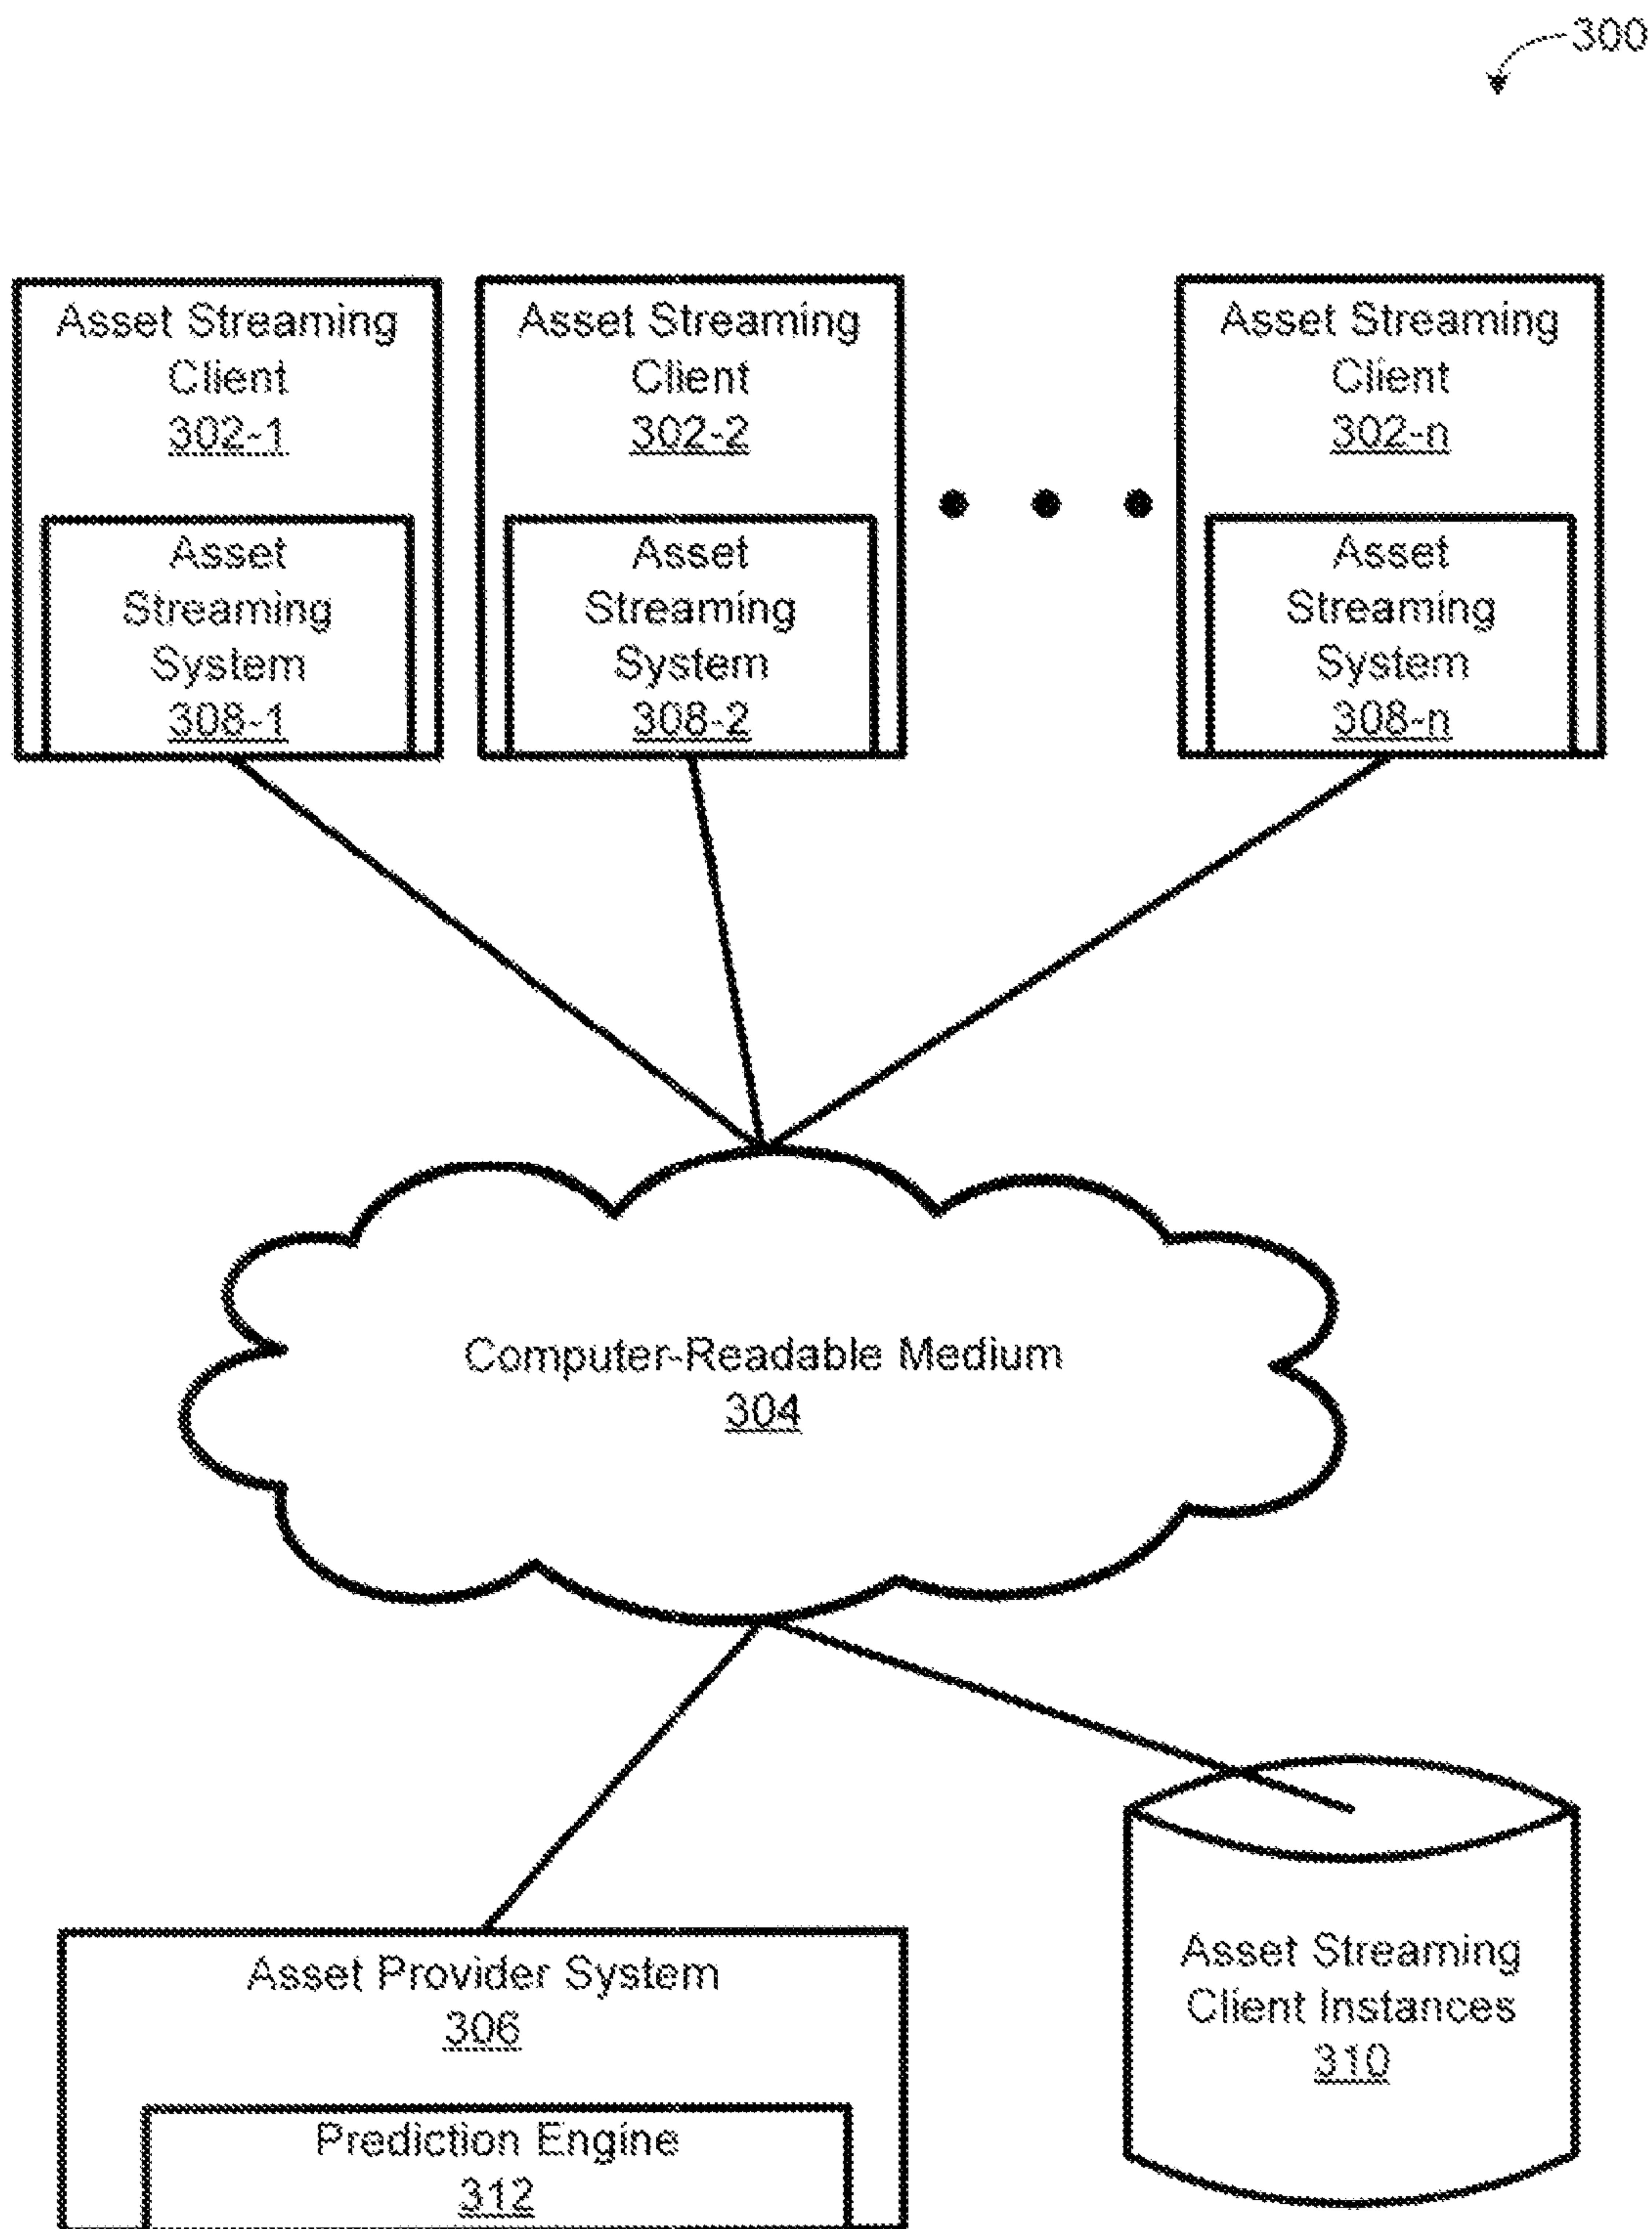 300
Asset Streaming
Client
302-1
Asset
Streaming
System
308-1
Asset Streaming
Client
302-2
Asset
Streaming
System
308-2
Asset Streaming
Client
302-n
Asset
Streaming
System
308-n
Computer-Readable Medium
304
Asset Provider System
306
Prediction Engine
312
Asset Streaming
Client Instances
310